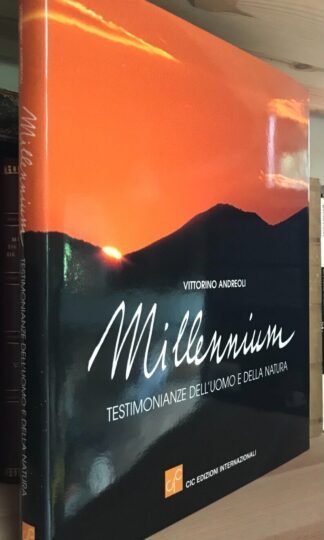 VITTORINO ANDREOLI
Millennium
TESTIMONIANZE DELL'UOMO E DELLA NATURA
CIC EDIZIONI INTERNAZIONALI
Millennium TESTIMONIANZE DELL'UOMO E DELLA NATURA